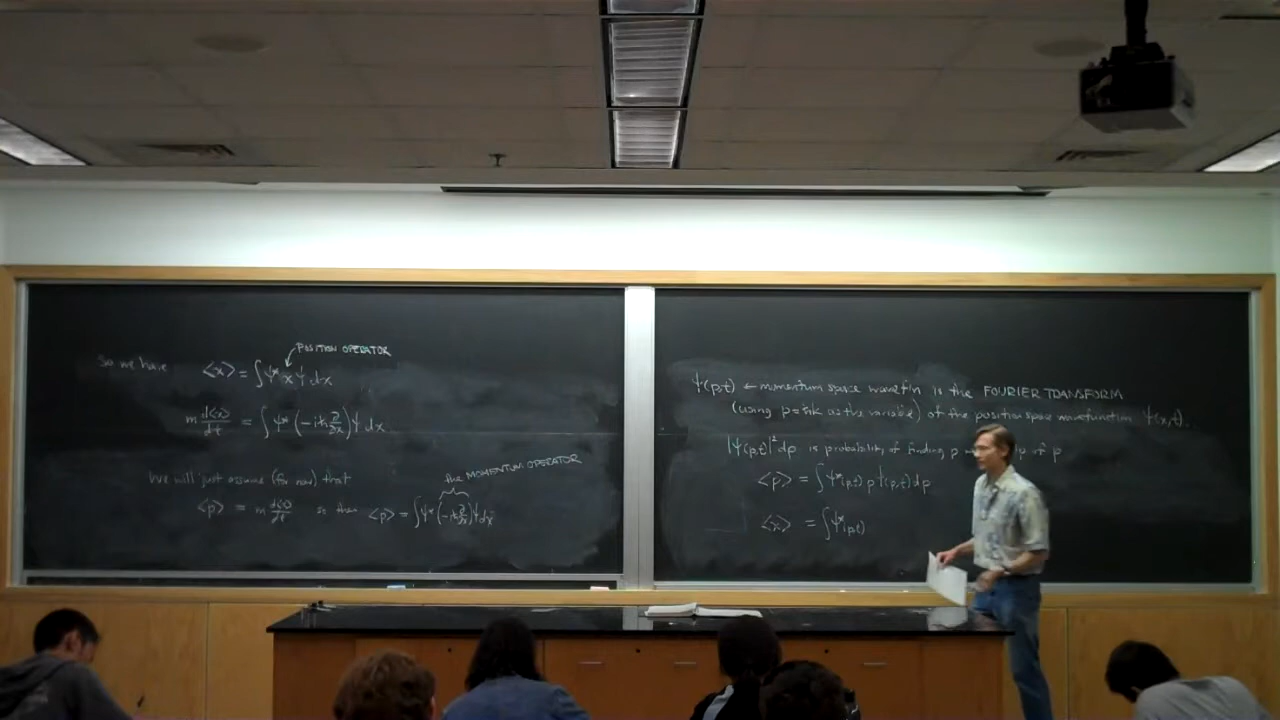 POSITION OPERATOR
So we have <x> = ∫ψ* x ψ dx
m d<x>/dt = ∫ψ* (-iħ ∂/∂x) ψ dx
We will just assume (for now) that
the MOMENTUM OPERATOR
<p> = m d<x>/dt so then <p> = ∫ψ* (-iħ ∂/∂x) ψ dx
Ψ(p,t) ← momentum space wavef'n is the FOURIER TRANSFORM
(using p=ħk as the variable) of the position space wavefunction Ψ(x,t).
|Ψ(p,t)|² dp is probability of finding p
<p> = ∫Ψ*(p,t) p Ψ(p,t) dp
<x> = ∫Ψ*(p,t)